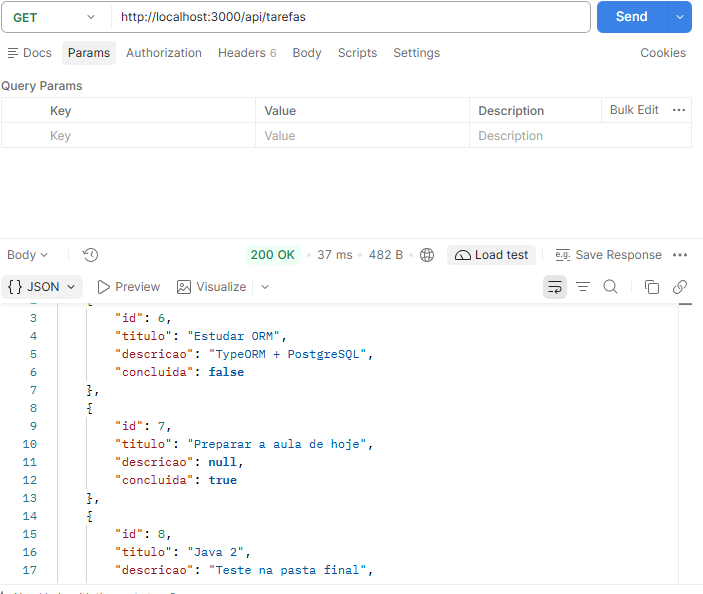 GET http://localhost:3000/api/tarefas Send
Docs Params Authorization Headers 6 Body Scripts Settings Cookies
Query Params
Key Value Description Bulk Edit ...
Key Value Description
Body 200 OK • 37 ms • 482 B • Load test e.g. Save Response ...
{} JSON Preview Visualize
3 "id": 6,
4 "titulo": "Estudar ORM",
5 "descricao": "TypeORM + PostgreSQL",
6 "concluida": false
7 },
8 {
9 "id": 7,
10 "titulo": "Preparar a aula de hoje",
11 "descricao": null,
12 "concluida": true
13 },
14 {
15 "id": 8,
16 "titulo": "Java 2",
17 "descricao": "Teste na pasta final",